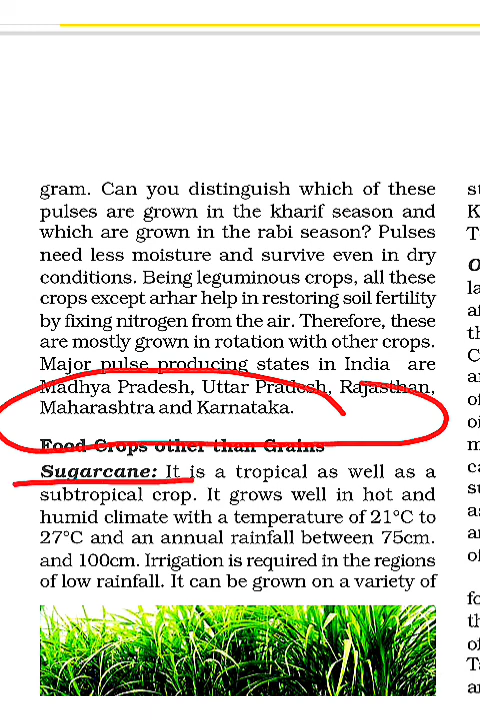 gram. Can you distinguish which of these
pulses are grown in the kharif season and
which are grown in the rabi season? Pulses
need less moisture and survive even in dry
conditions. Being leguminous crops, all these
crops except arhar help in restoring soil fertility
by fixing nitrogen from the air. Therefore, these
are mostly grown in rotation with other crops.
Major pulse producing states in India are
Madhya Pradesh, Uttar Pradesh, Rajasthan,
Maharashtra and Karnataka.
Food Crops other than Grains
Sugarcane: It is a tropical as well as a
subtropical crop. It grows well in hot and
humid climate with a temperature of 21°C to
27°C and an annual rainfall between 75cm.
and 100cm. Irrigation is required in the regions
of low rainfall. It can be grown on a variety of